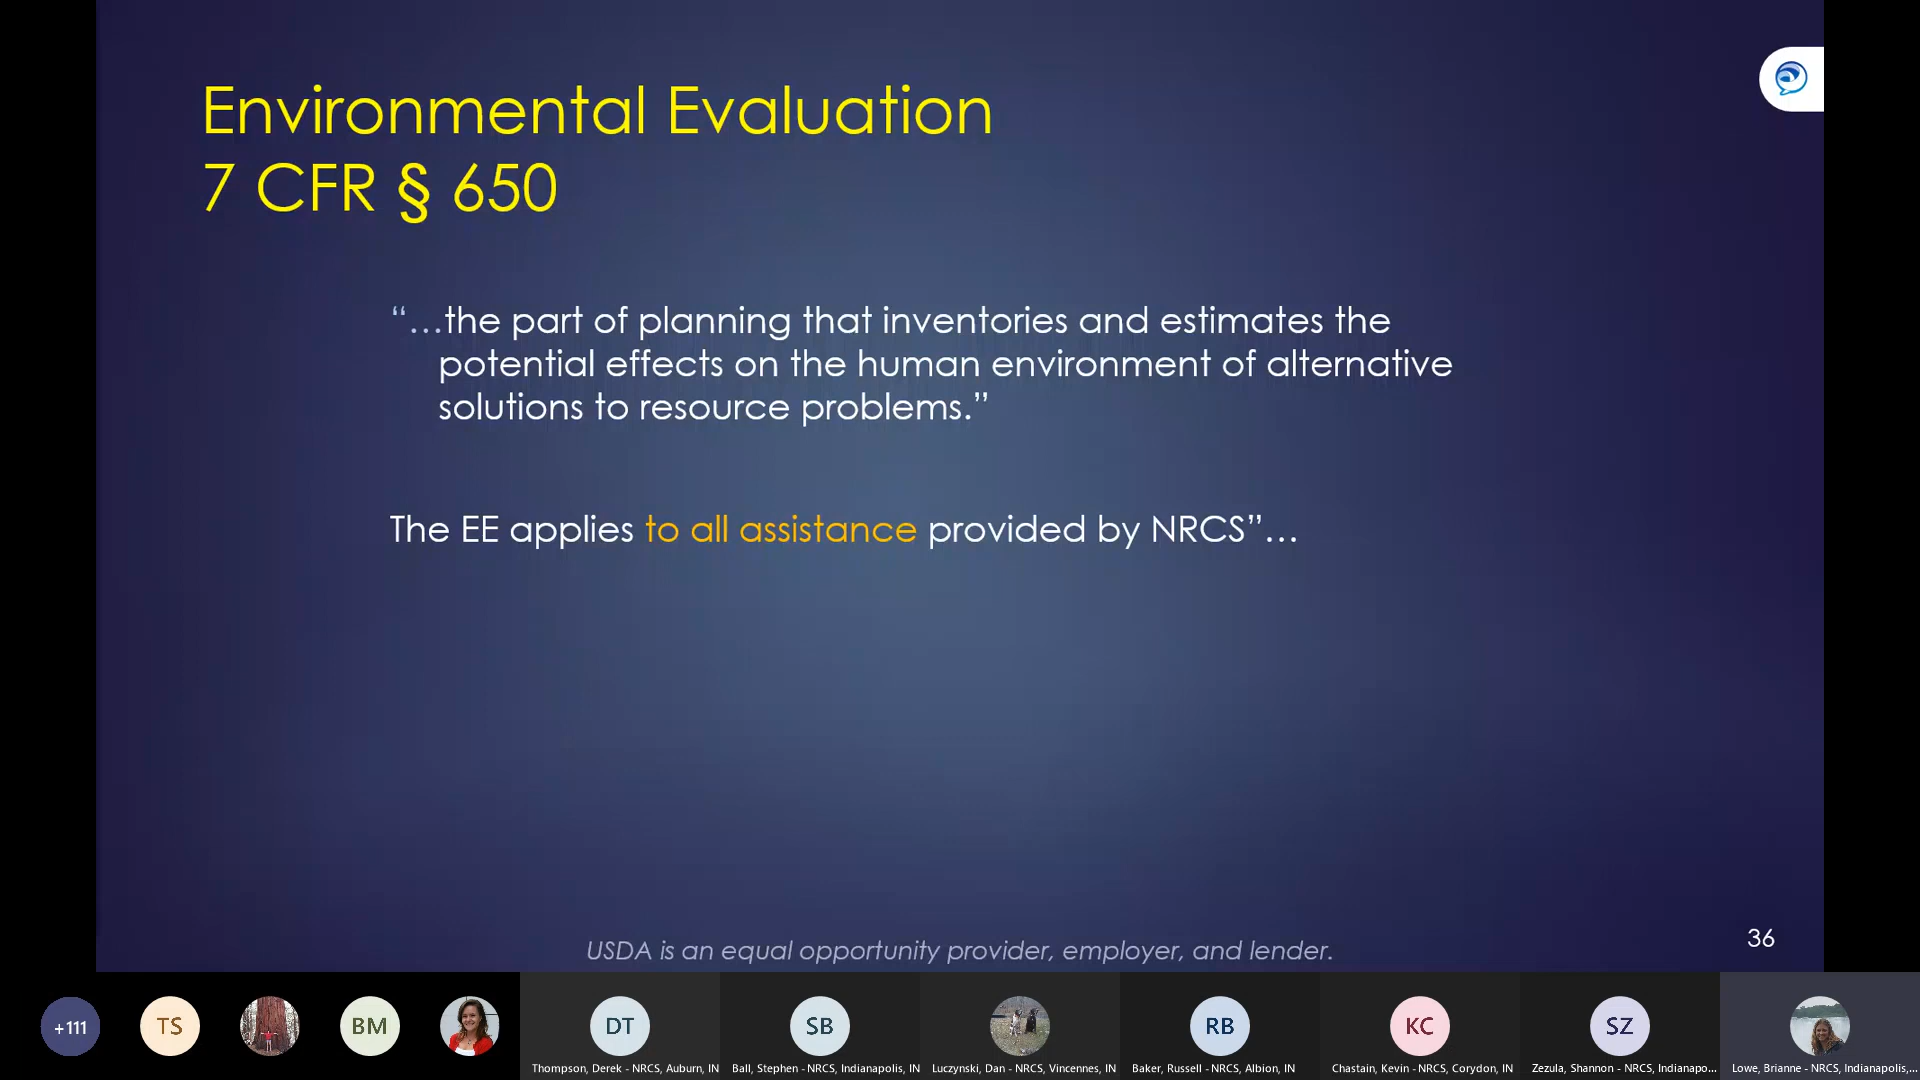 Environmental Evaluation
7 CFR § 650
“…the part of planning that inventories and estimates the
potential effects on the human environment of alternative
solutions to resource problems.”
The EE applies to all assistance provided by NRCS”…
36
USDA is an equal opportunity provider, employer, and lender.
+111
TS
BM
DT
SB
RB
KC
SZ
Thompson, Derek - NRCS, Auburn, IN
Ball, Stephen - NRCS, Indianapolis, IN
Luczynski, Dan - NRCS, Vincennes, IN
Baker, Russell - NRCS, Albion, IN
Chastain, Kevin - NRCS, Corydon, IN
Zezula, Shannon - NRCS, Indianapo...
Lowe, Brianne - NRCS, Indianapolis,...